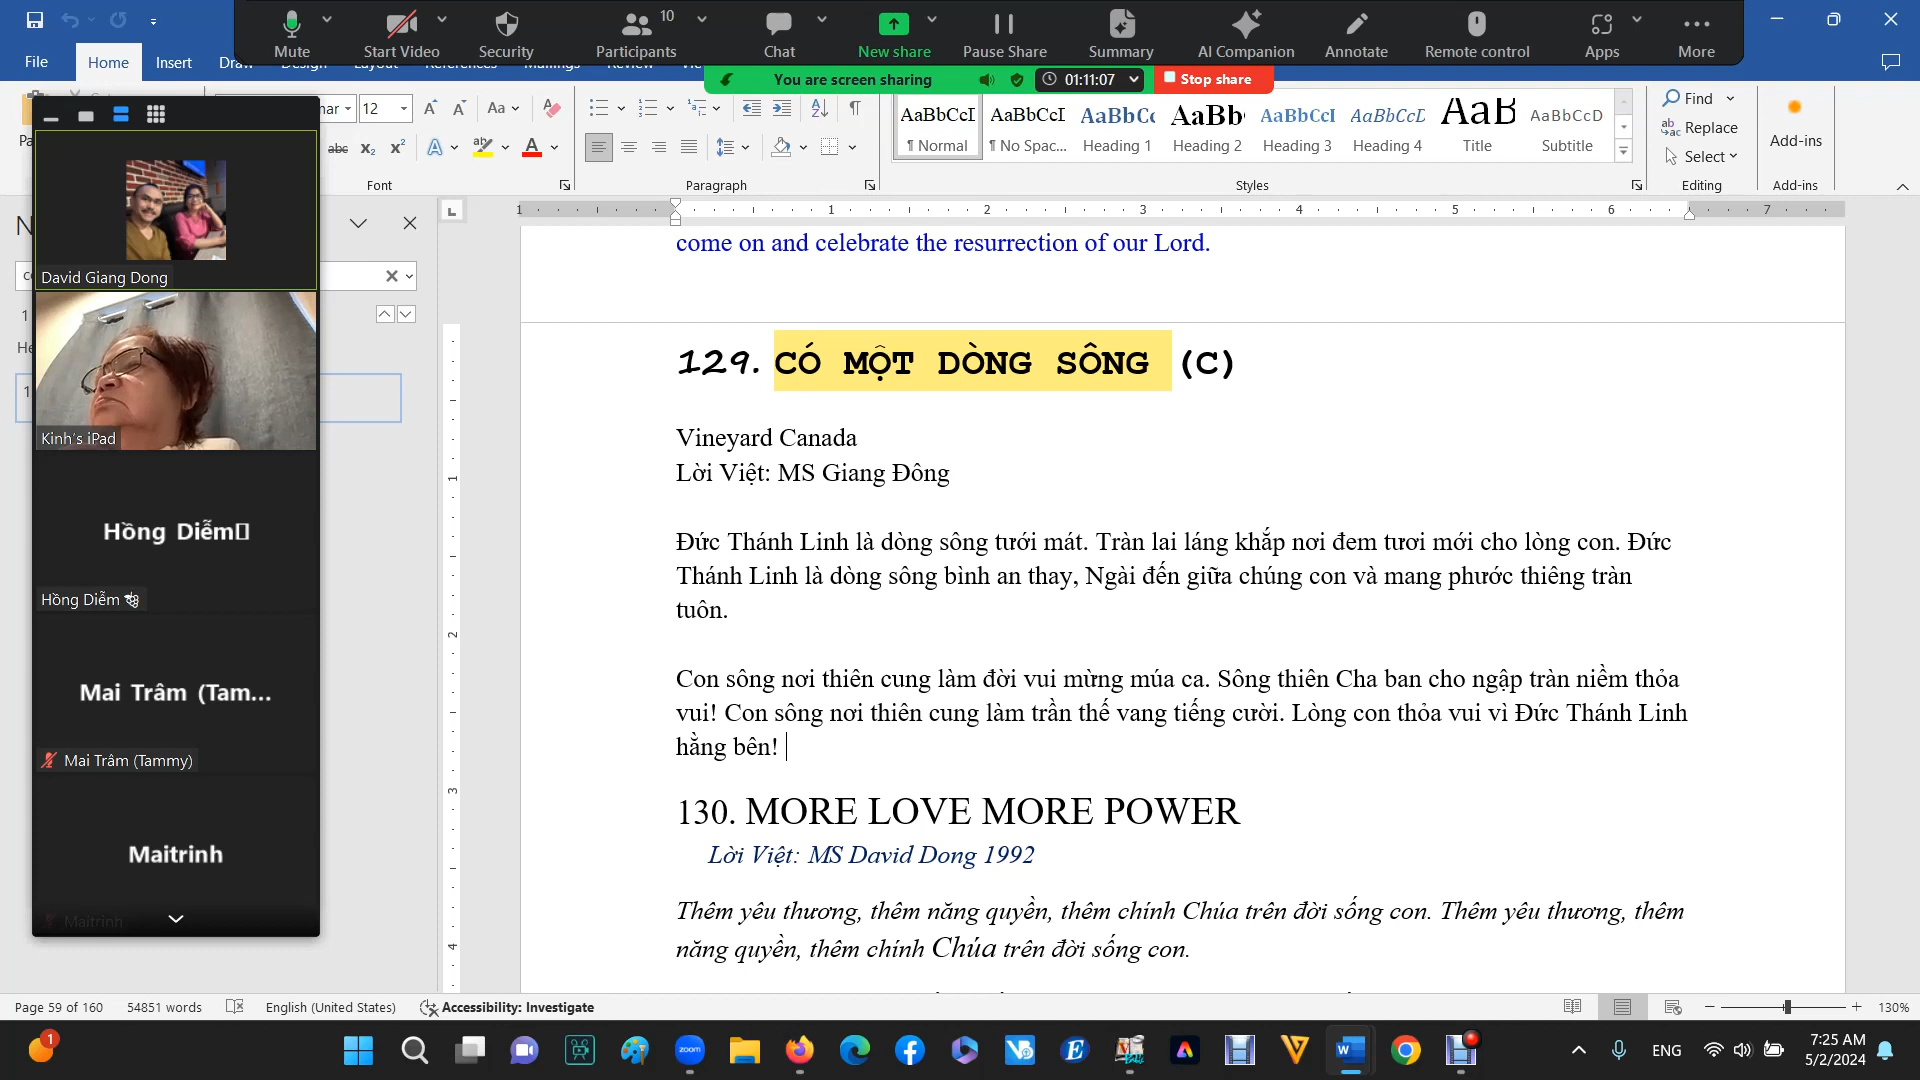 Mute
Start Video
Security
Participants
10
Chat
New share
Pause Share
Summary
AI Companion
Annotate
Remote control
Apps
More
You are screen sharing
01:11:07
Stop share
File
Home
Insert
12
Aa
Find
Replace
Select
Editing
Add-ins
Add-ins
Font
Paragraph
Styles
AaBbCcI
¶ Normal
AaBbCcI
¶ No Spac...
AaBbCc
Heading 1
AaBb
Heading 2
AaBbCcI
Heading 3
AaBbCcD
Heading 4
AaB
Title
AaBbCcD
Subtitle
David Giang Dong
Kinh's iPad
Hồng Diễm
Hồng Diễm
Mai Trâm (Tam...
Mai Trâm (Tammy)
Maitrinh
Maitrinh
come on and celebrate the resurrection of our Lord.
129. CÓ MỘT DÒNG SÔNG (C)
Vineyard Canada
Lời Việt: MS Giang Đông
Đức Thánh Linh là dòng sông tưới mát. Tràn lai láng khắp nơi đem tươi mới cho lòng con. Đức
Thánh Linh là dòng sông bình an thay, Ngài đến giữa chúng con và mang phước thiêng tràn
tuôn.
Con sông nơi thiên cung làm đời vui mừng múa ca. Sông thiên Cha ban cho ngập tràn niềm thỏa
vui! Con sông nơi thiên cung làm trần thế vang tiếng cười. Lòng con thỏa vui vì Đức Thánh Linh
hằng bên!
130. MORE LOVE MORE POWER
Lời Việt: MS David Dong 1992
Thêm yêu thương, thêm năng quyền, thêm chính Chúa trên đời sống con. Thêm yêu thương, thêm
năng quyền, thêm chính Chúa trên đời sống con.
Page 59 of 160
54851 words
English (United States)
Accessibility: Investigate
130%
ENG
7:25 AM
5/2/2024